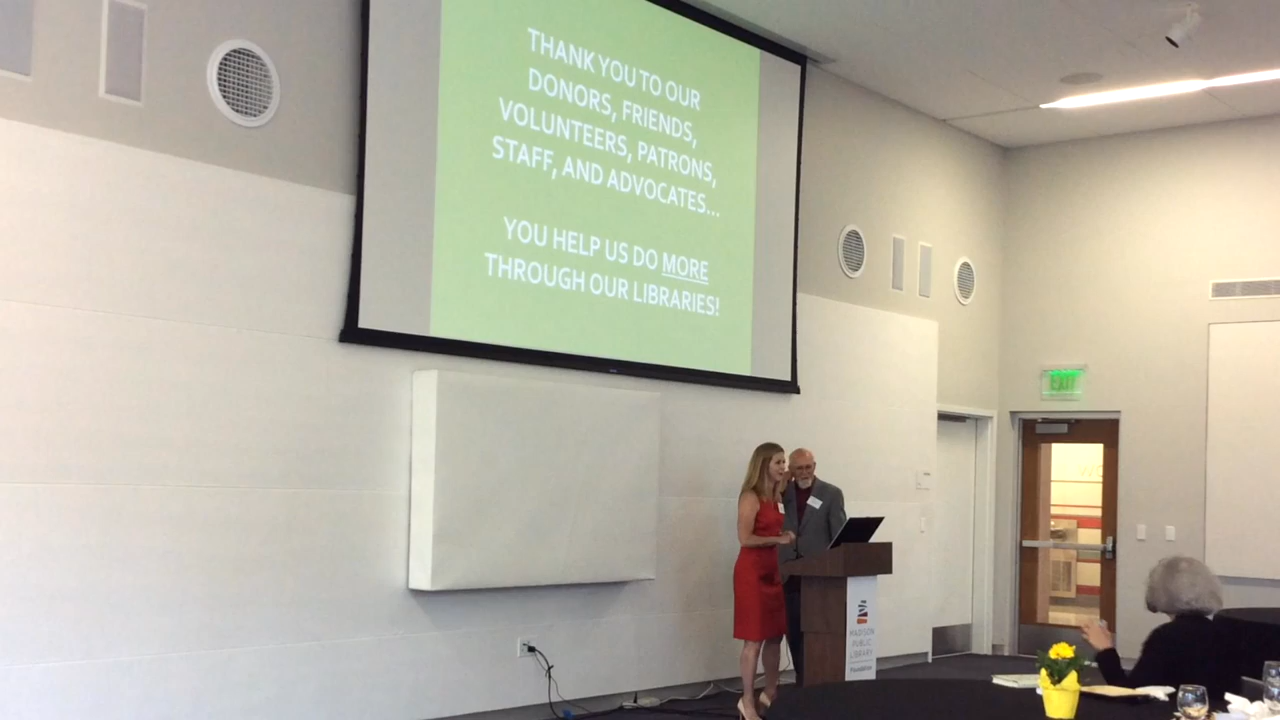 THANK YOU TO OUR
DONORS, FRIENDS,
VOLUNTEERS, PATRONS,
STAFF, AND ADVOCATES...
YOU HELP US DO MORE
THROUGH OUR LIBRARIES!
EXIT
MADISON
PUBLIC
LIBRARY
Foundation